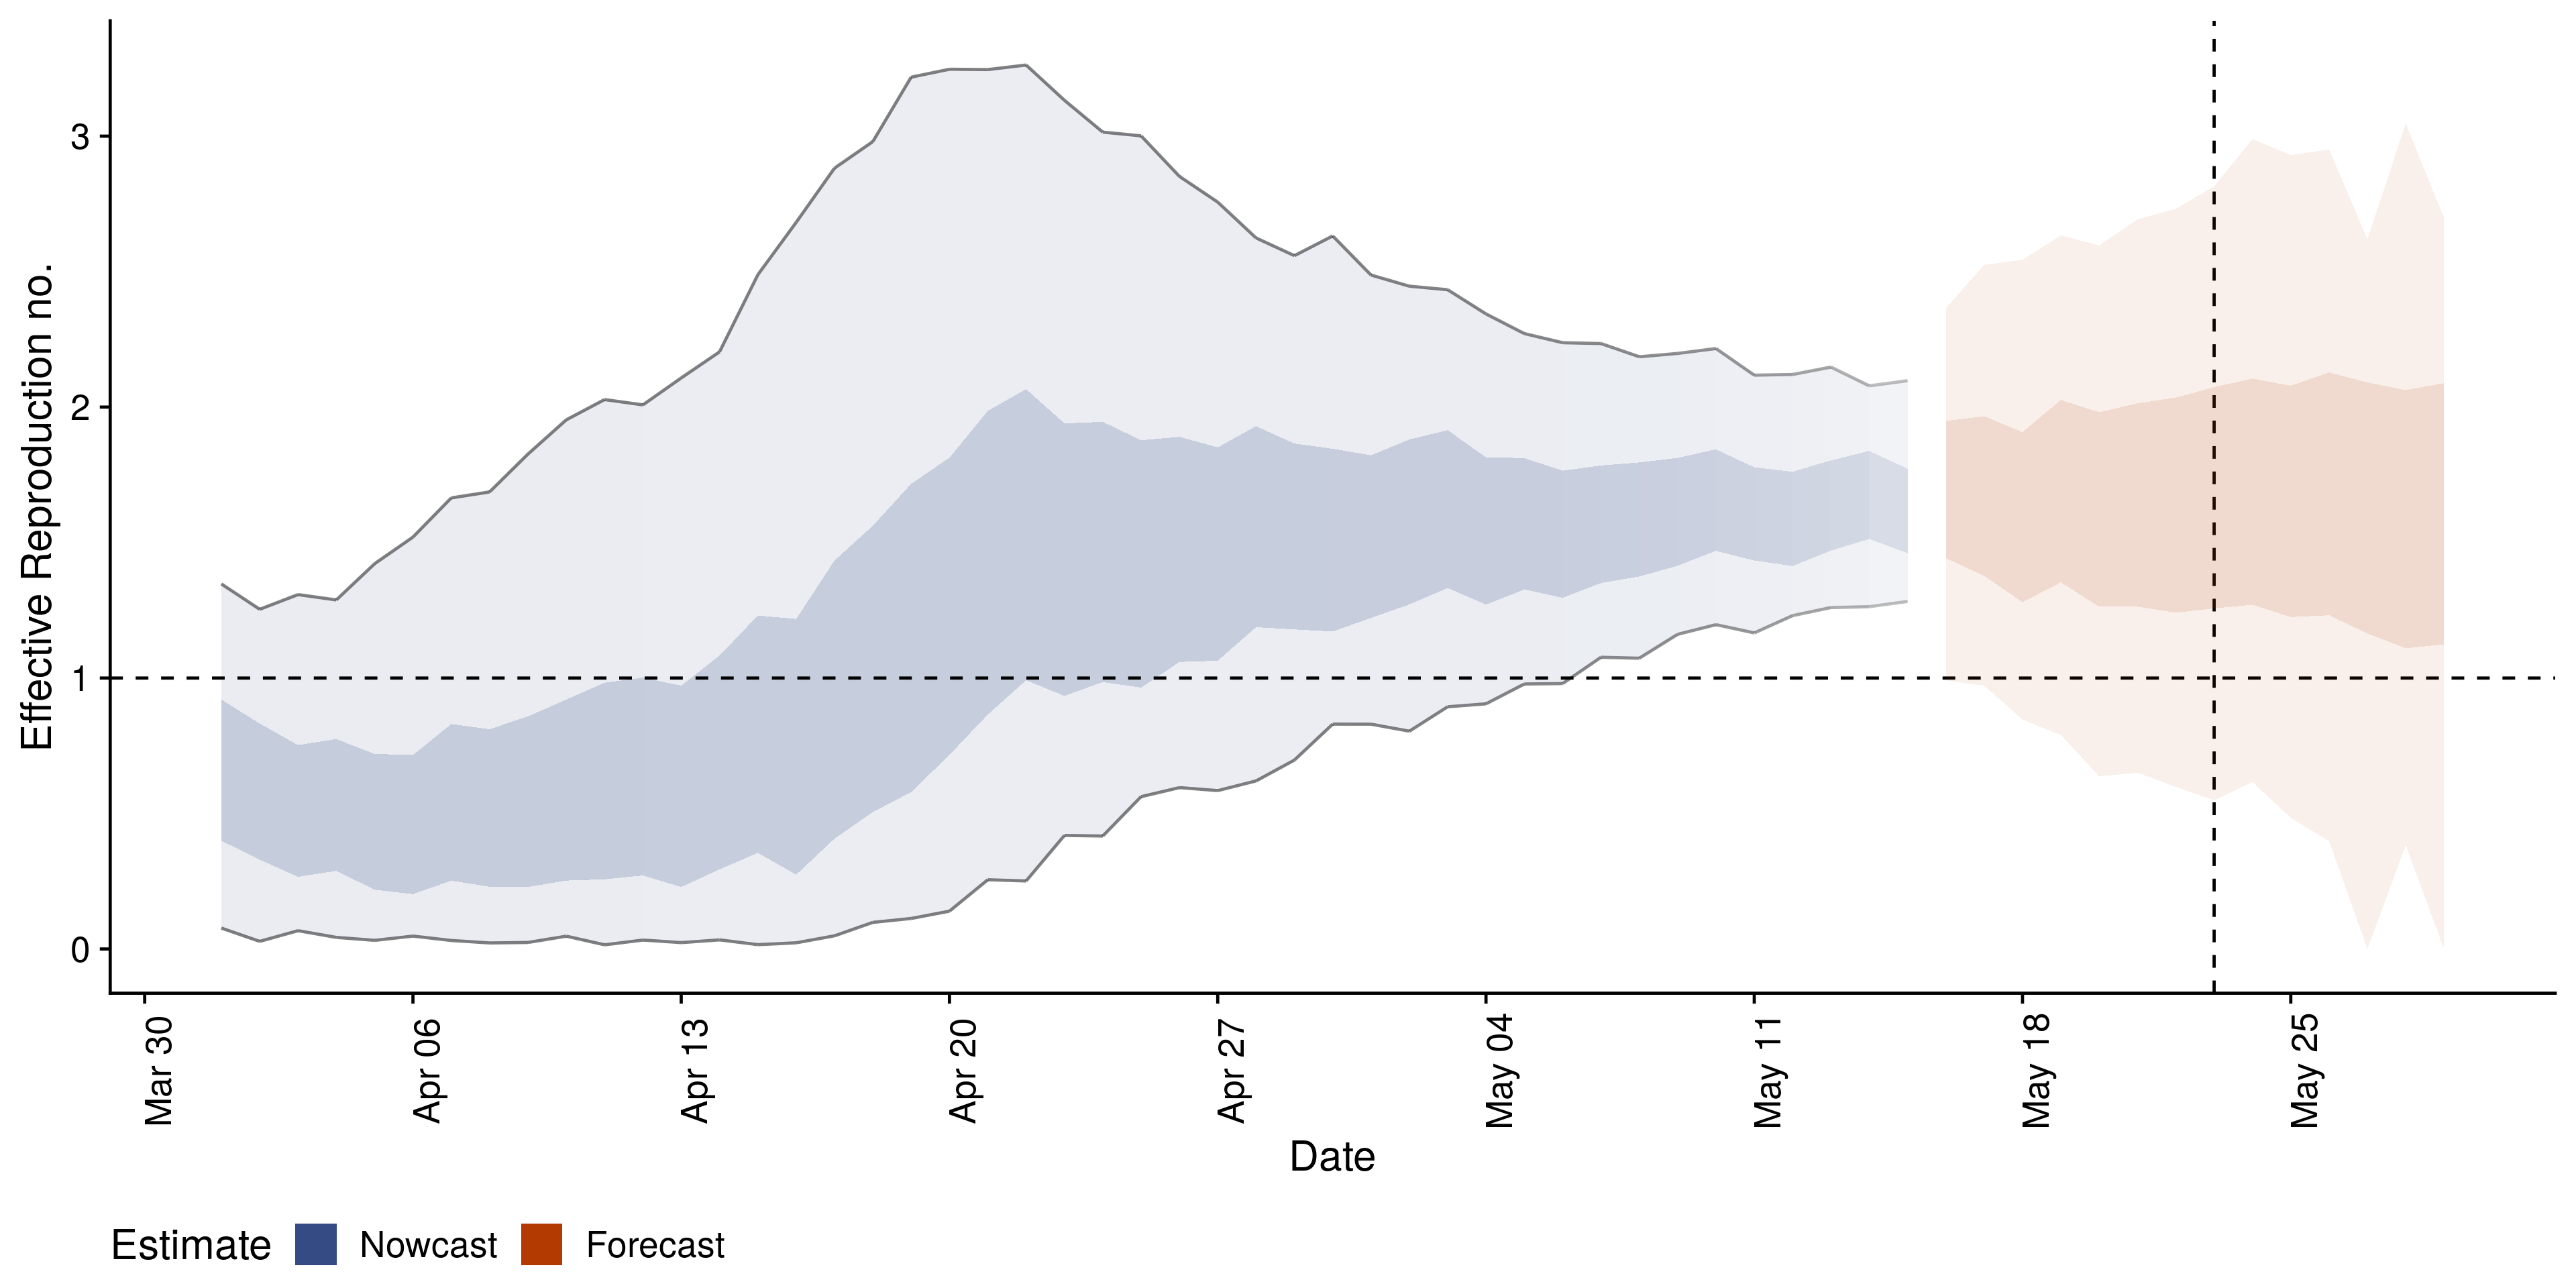 Effective Reproduction no.
3
2
1
0
Mar 30
Apr 06
Apr 13
Apr 20
Apr 27
May 04
May 11
May 18
May 25
Date
Estimate Nowcast Forecast